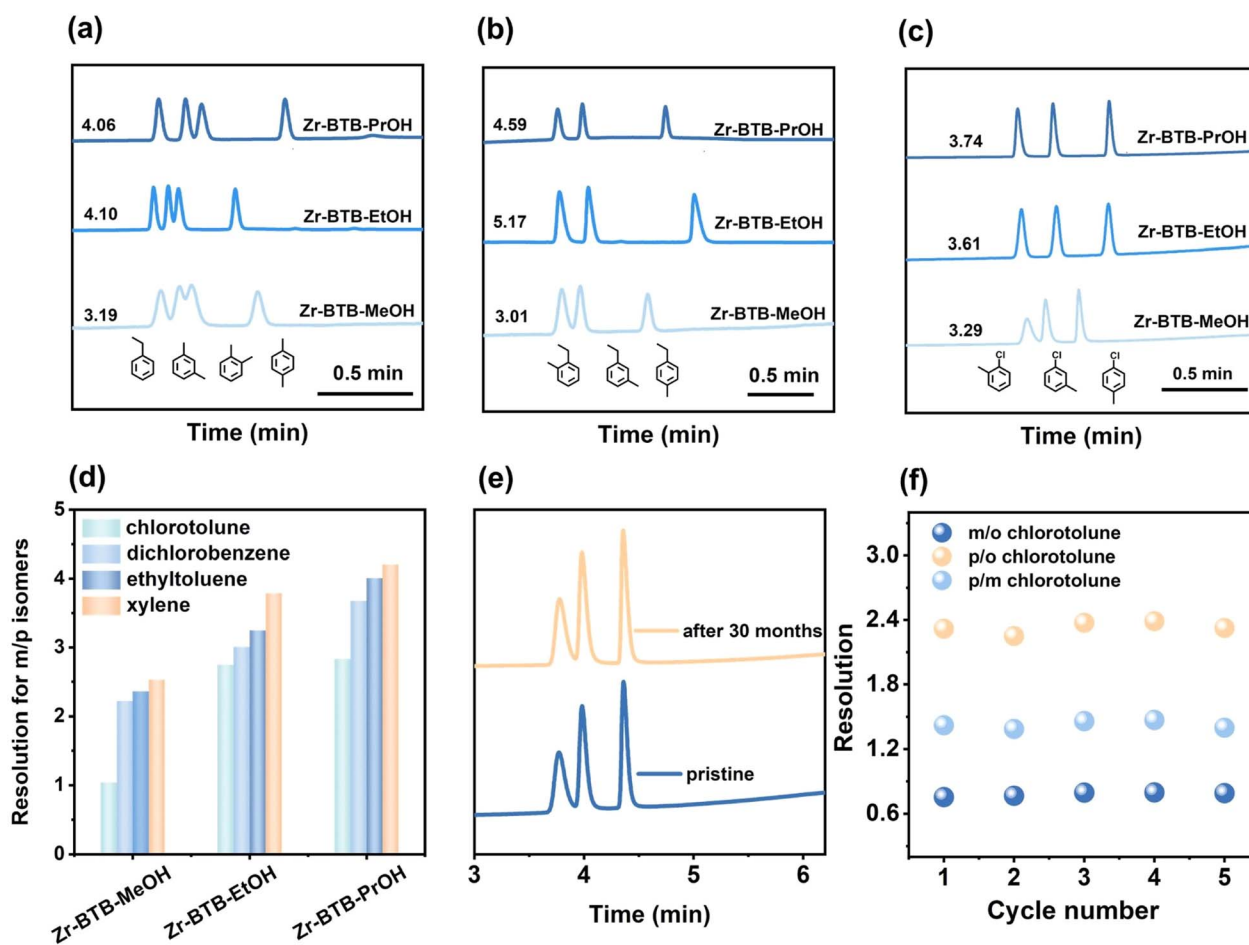 (a)
4.06
Zr-BTB-PrOH
4.10
Zr-BTB-EtOH
3.19
Zr-BTB-MeOH
0.5 min
Time (min)
(b)
4.59
Zr-BTB-PrOH
5.17
Zr-BTB-EtOH
3.01
Zr-BTB-MeOH
0.5 min
Time (min)
(c)
3.74
Zr-BTB-PrOH
3.61
Zr-BTB-EtOH
3.29
Zr-BTB-MeOH
Cl
Cl
Cl
0.5 min
Time (min)
(d)
Resolution for m/p isomers
5
4
3
2
1
0
chlorotolune
dichlorobenzene
ethyltoluene
xylene
Zr-BTB-MeOH
Zr-BTB-EtOH
Zr-BTB-PrOH
(e)
after 30 months
pristine
3
4
5
6
Time (min)
(f)
Resolution
3.0
2.4
1.8
1.2
0.6
m/o chlorotolune
p/o chlorotolune
p/m chlorotolune
1
2
3
4
5
Cycle number